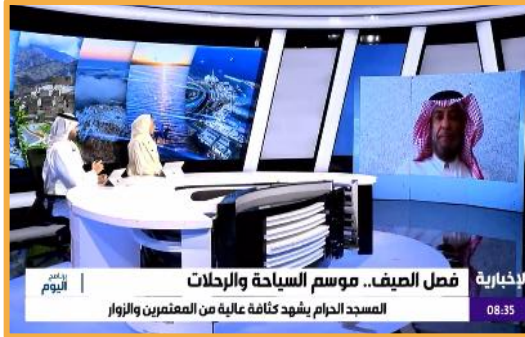 الإخبارية
فصل الصيف.. موسم السياحة والرحلات
برنامج
اليوم
08:35
المسجد الحرام يشهد كثافة عالية من المعتمرين والزوار